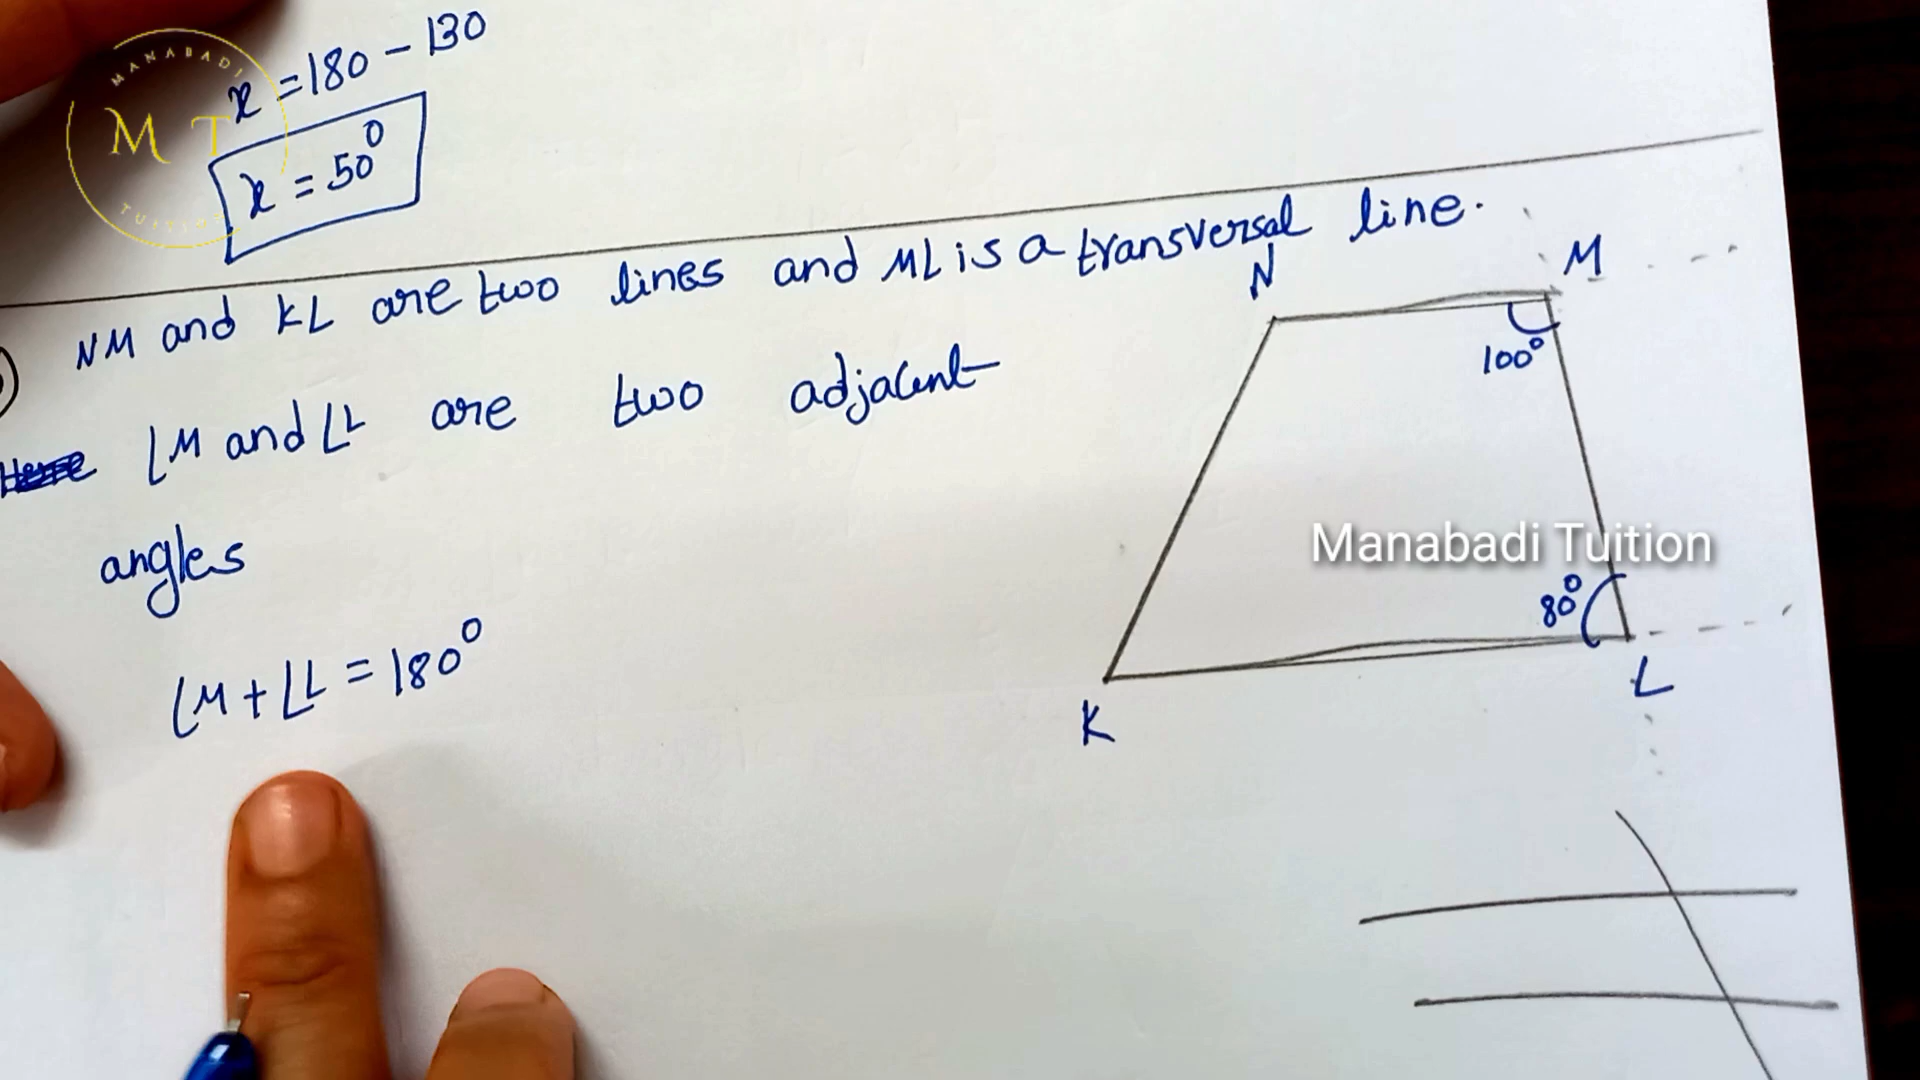 MANABADI
M T
TUITION
x = 180 - 130
x = 50°
NM and KL are two lines and ML is a transversal line.
∠M and ∠L are two adjacent
angles
∠M + ∠L = 180°
N
M
100°
Manabadi Tuition
80°
K
L